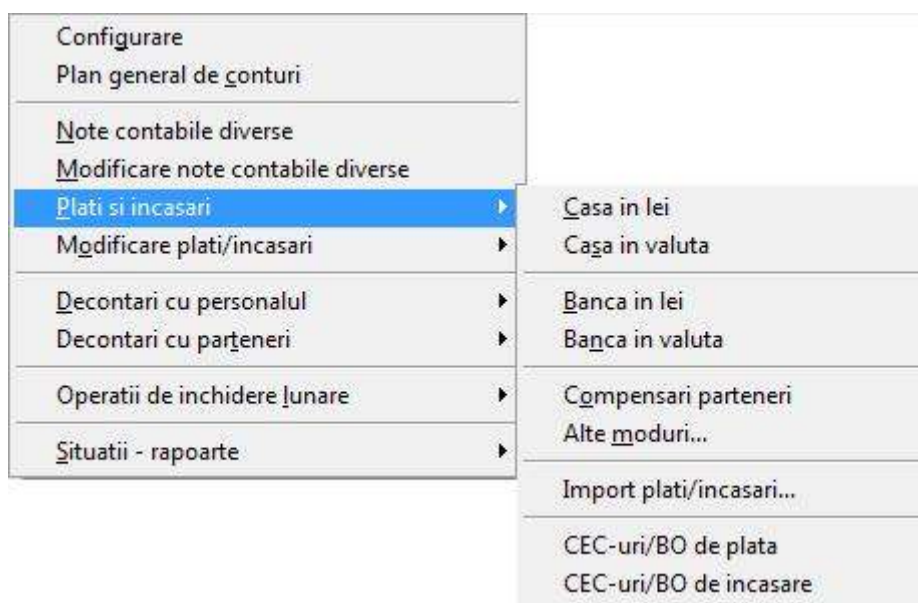 Configurare
Plan general de conturi
Note contabile diverse
Modificare note contabile diverse
Plati si incasari
Modificare plati/incasari
Decontari cu personalul
Decontari cu parteneri
Operatii de inchidere lunare
Situatii - rapoarte
Casa in lei
Casa in valuta
Banca in lei
Banca in valuta
Compensari parteneri
Alte moduri...
Import plati/incasari...
CEC-uri/BO de plata
CEC-uri/BO de incasare